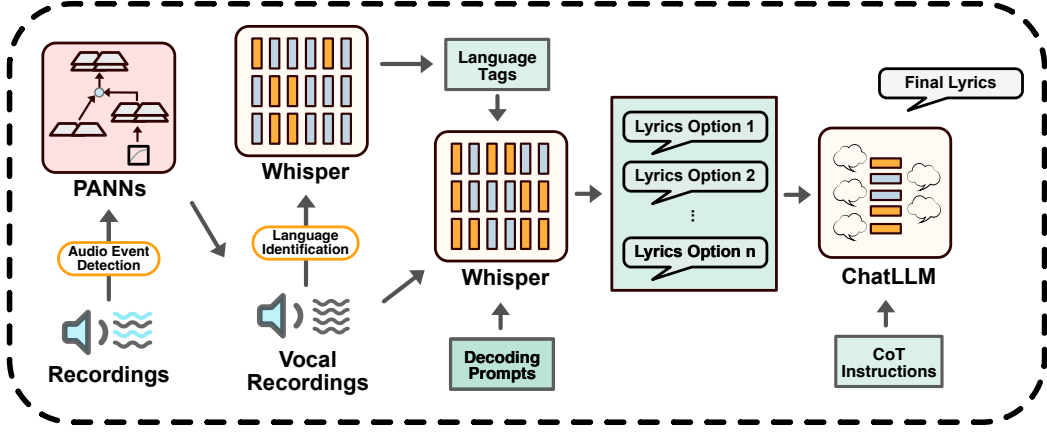 PANNs
Audio Event
Detection
Recordings
Whisper
Language
Identification
Vocal
Recordings
Language
Tags
Whisper
Decoding
Prompts
Lyrics Option 1
Lyrics Option 2
...
Lyrics Option n
Final Lyrics
ChatLLM
CoT
Instructions